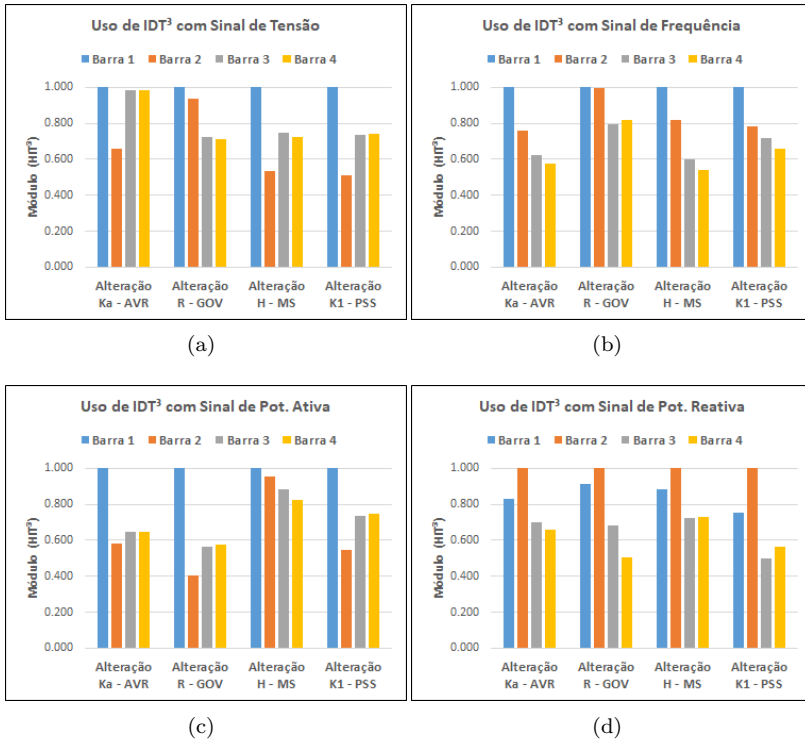 Uso de IDT³ com Sinal de Tensão
Barra 1 Barra 2 Barra 3 Barra 4
Módulo (HIT³)
1.000
0.800
0.600
0.400
0.200
0.000
Alteração Alteração Alteração Alteração
Ka - AVR R - GOV H - MS K1 - PSS
(a)
Uso de IDT³ com Sinal de Frequência
Barra 1 Barra 2 Barra 3 Barra 4
Módulo (HIT³)
1.000
0.800
0.600
0.400
0.200
0.000
Alteração Alteração Alteração Alteração
Ka - AVR R - GOV H - MS K1 - PSS
(b)
Uso de IDT³ com Sinal de Pot. Ativa
Barra 1 Barra 2 Barra 3 Barra 4
Módulo (HIT³)
1.000
0.800
0.600
0.400
0.200
0.000
Alteração Alteração Alteração Alteração
Ka - AVR R - GOV H - MS K1 - PSS
(c)
Uso de IDT³ com Sinal de Pot. Reativa
Barra 1 Barra 2 Barra 3 Barra 4
Módulo (HIT³)
1.000
0.800
0.600
0.400
0.200
0.000
Alteração Alteração Alteração Alteração
Ka - AVR R - GOV H - MS K1 - PSS
(d)